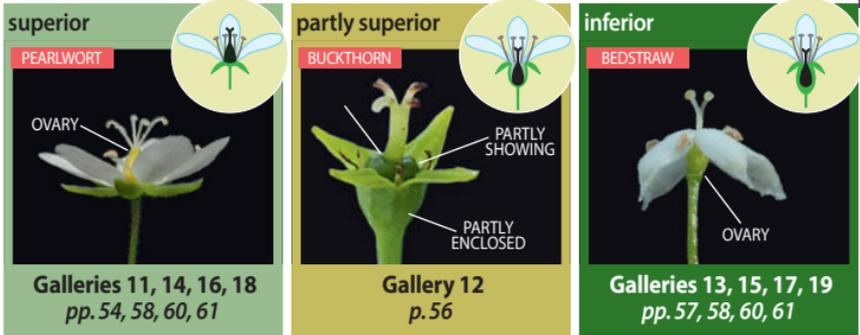 superior
PEARLWORT
OVARY
Galleries 11, 14, 16, 18
pp. 54, 58, 60, 61
partly superior
BUCKTHORN
PARTLY
SHOWING
PARTLY
ENCLOSED
Gallery 12
p. 56
inferior
BEDSTRAW
OVARY
Galleries 13, 15, 17, 19
pp. 57, 58, 60, 61